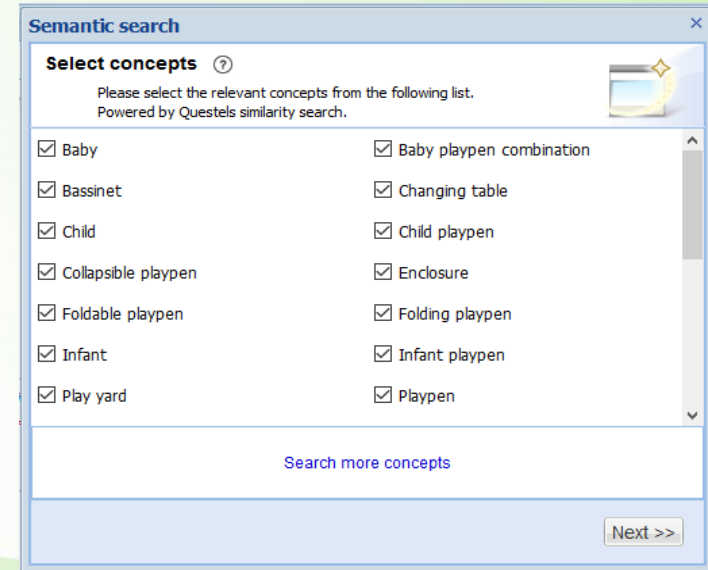 Semantic search
Select concepts ?
Please select the relevant concepts from the following list.
Powered by Questels similarity search.
Baby
Baby playpen combination
Bassinet
Changing table
Child
Child playpen
Collapsible playpen
Enclosure
Foldable playpen
Folding playpen
Infant
Infant playpen
Play yard
Playpen
Search more concepts
Next >>